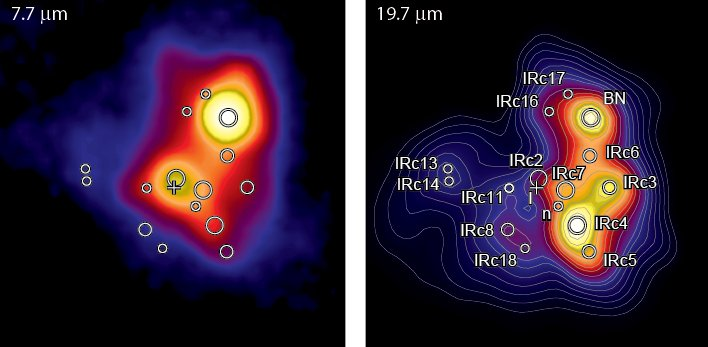 7.7 μm
19.7 μm
IRc17
IRc16
BN
IRc13
IRc14
IRc2
IRc6
IRc7
IRc11
I
IRc3
n
IRc8
IRc4
IRc18
IRc5